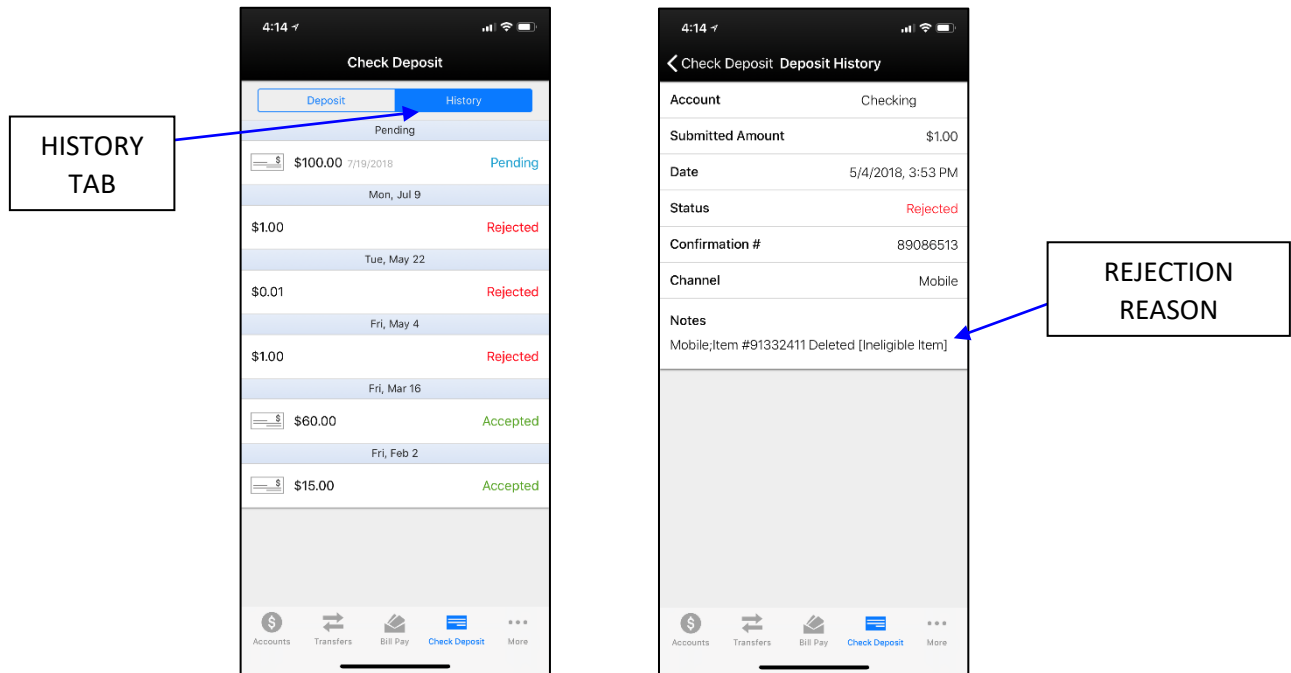 HISTORY
TAB
4:14
Check Deposit
Deposit History
Pending
$ $100.00 7/19/2018 Pending
Mon, Jul 9
$1.00 Rejected
Tue, May 22
$0.01 Rejected
Fri, May 4
$1.00 Rejected
Fri, Mar 16
$ $60.00 Accepted
Fri, Feb 2
$ $15.00 Accepted
$
Accounts Transfers Bill Pay Check Deposit More
4:14
Check Deposit Deposit History
Account Checking
Submitted Amount $1.00
Date 5/4/2018, 3:53 PM
Status Rejected
Confirmation # 89086513
Channel Mobile
Notes
Mobile;Item #91332411 Deleted [Ineligible Item]
$
Accounts Transfers Bill Pay Check Deposit More
REJECTION
REASON